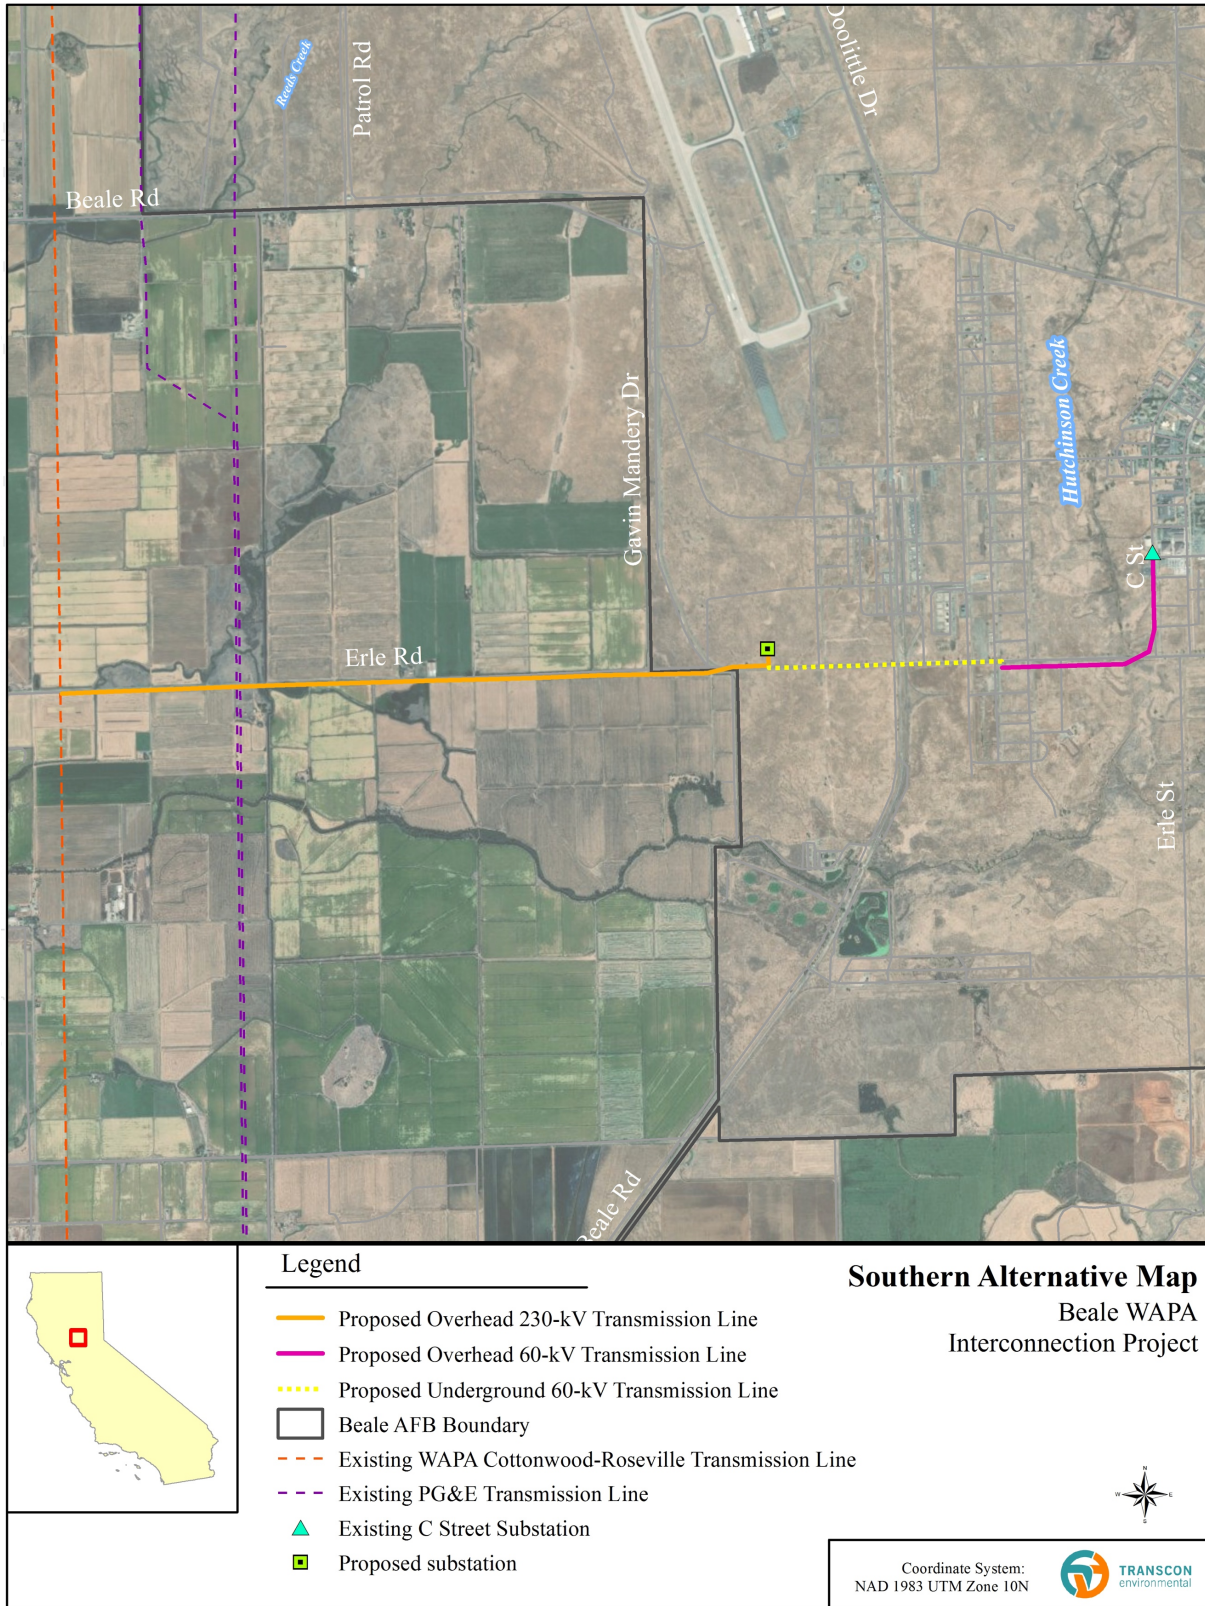 Reeds Creek
Patrol Rd
Doolittle Dr
Beale Rd
Hutchinson Creek
Gavin Mandery Dr
C St
Erle Rd
Erle St
Beale Rd
Legend
Proposed Overhead 230-kV Transmission Line
Proposed Overhead 60-kV Transmission Line
Proposed Underground 60-kV Transmission Line
Beale AFB Boundary
Existing WAPA Cottonwood-Roseville Transmission Line
Existing PG&E Transmission Line
Existing C Street Substation
Proposed substation
Southern Alternative Map
Beale WAPA
Interconnection Project
N
W E
S
Coordinate System:
NAD 1983 UTM Zone 10N
TRANSCON
environmental